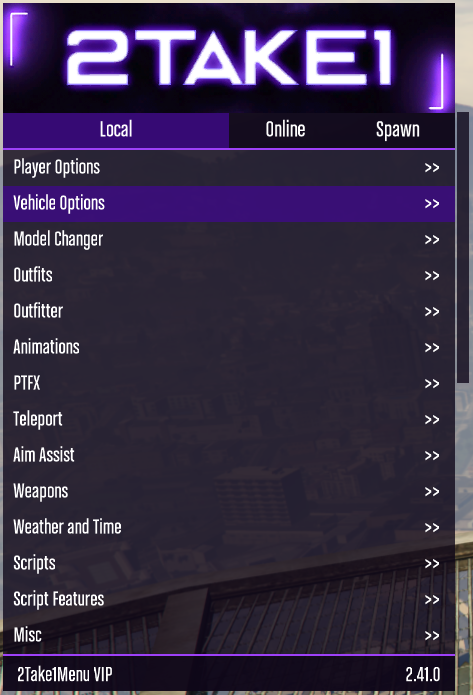 2TAKE1
Local Online Spawn
Player Options >>
Vehicle Options >>
Model Changer >>
Outfits >>
Outfitter >>
Animations >>
PTFX >>
Teleport >>
Aim Assist >>
Weapons >>
Weather and Time >>
Scripts >>
Script Features >>
Misc >>
2Take1Menu VIP 2.41.0